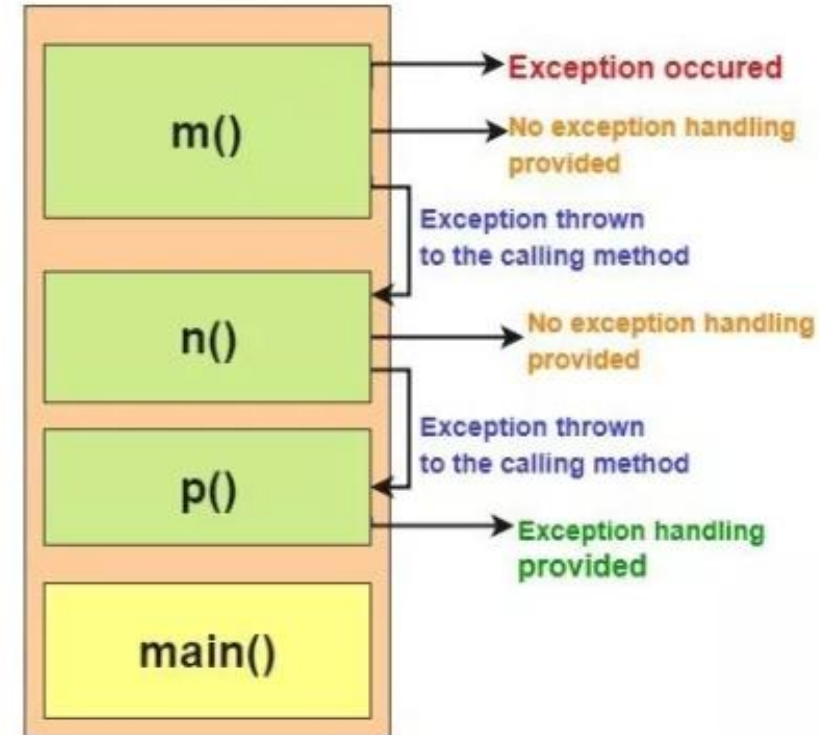 m()
Exception occured
No exception handling
provided
Exception thrown
to the calling method
n()
No exception handling
provided
Exception thrown
to the calling method
p()
Exception handling
provided
main()